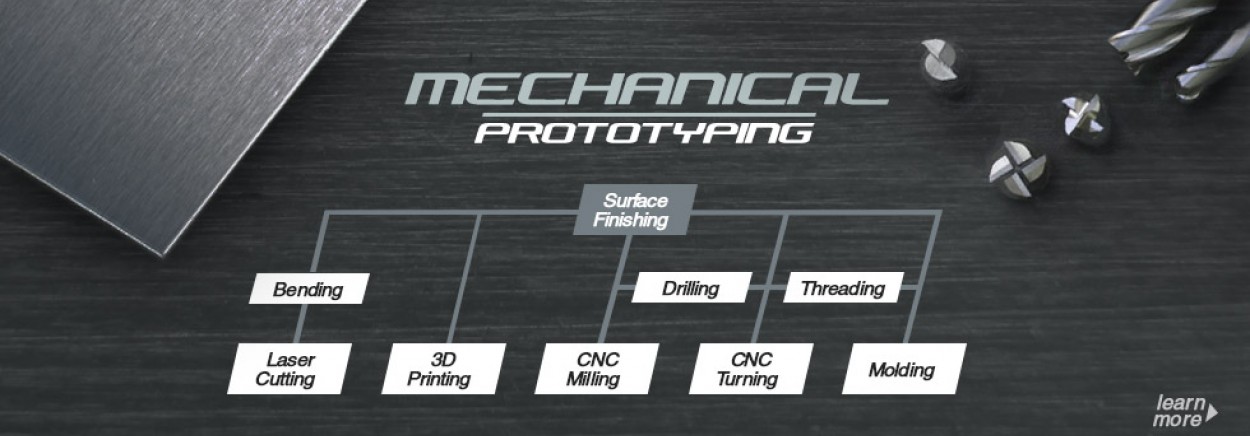 MECHANICAL
PROTOTYPING
Surface
Finishing
Bending
Drilling
Threading
Laser
Cutting
3D
Printing
CNC
Milling
CNC
Turning
Molding
learn
more